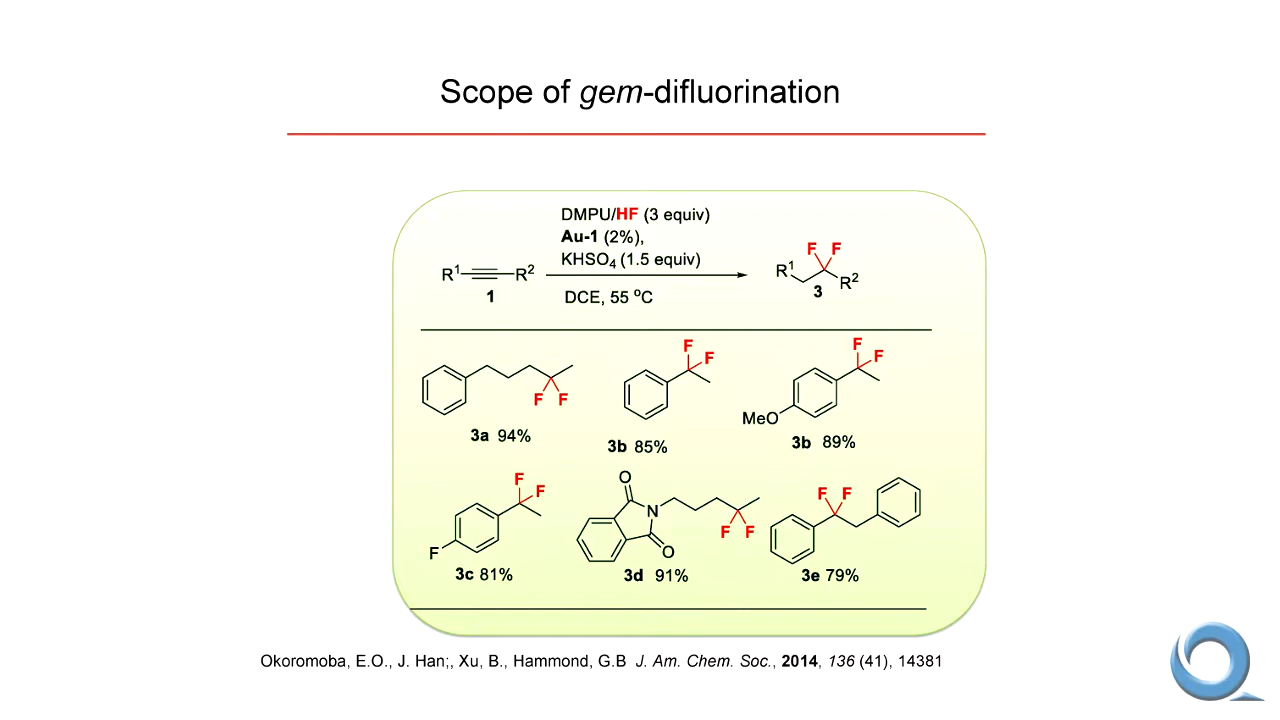 Scope of gem-difluorination
DMPU/HF (3 equiv)
Au-1 (2%),
KHSO₄ (1.5 equiv)
R¹ R²
1
DCE, 55 ºC
F F
R¹
R²
3
F F
3a 94%
F
F
3b 85%
F
F
MeO
3b 89%
F
F
F
3c 81%
O
N
O
F F
3d 91%
F F
3e 79%
Okoromoba, E.O., J. Han;, Xu, B., Hammond, G.B J. Am. Chem. Soc., 2014, 136 (41), 14381